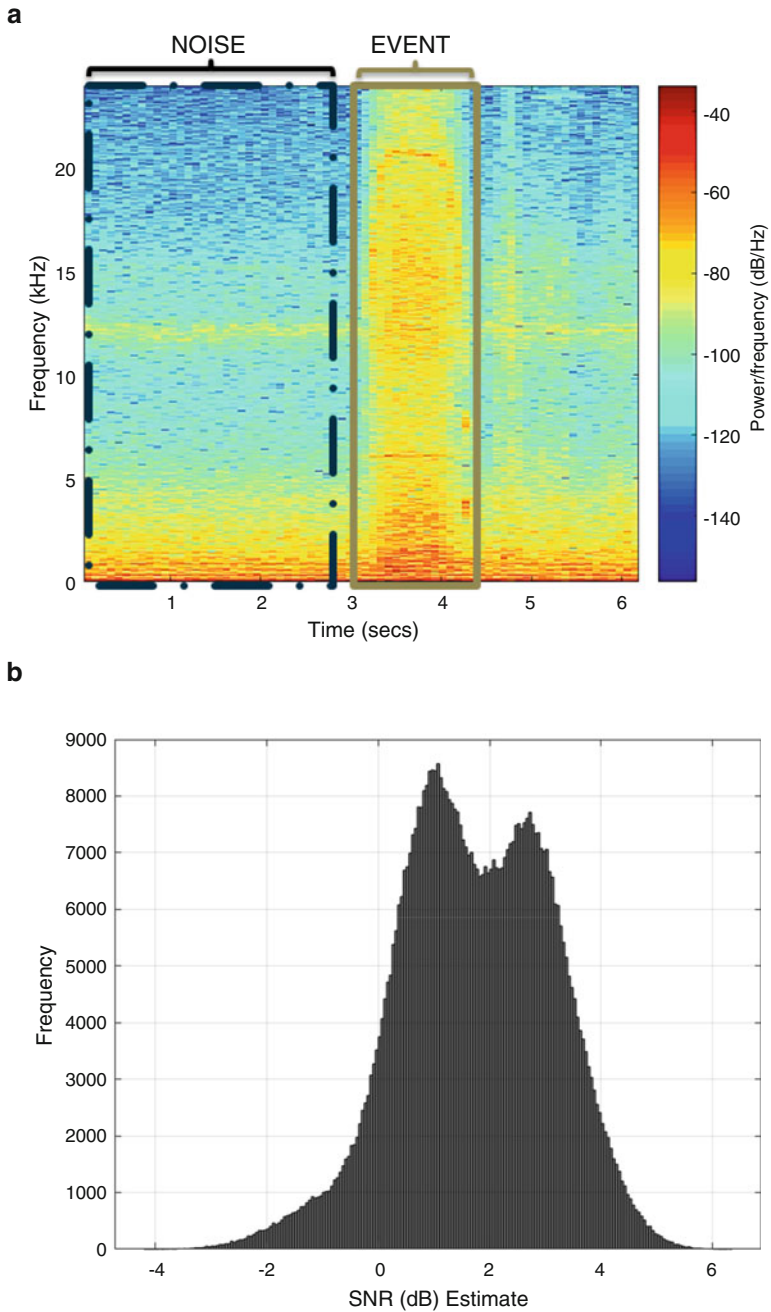 a
NOISE EVENT
20
15
10
5
0
Frequency (kHz)
1 2 3 4 5 6
Time (secs)
-40
-60
-80
-100
-120
-140
Power/frequency (dB/Hz)
b
9000
8000
7000
6000
5000
4000
3000
2000
1000
0
Frequency
-4 -2 0 2 4 6
SNR (dB) Estimate